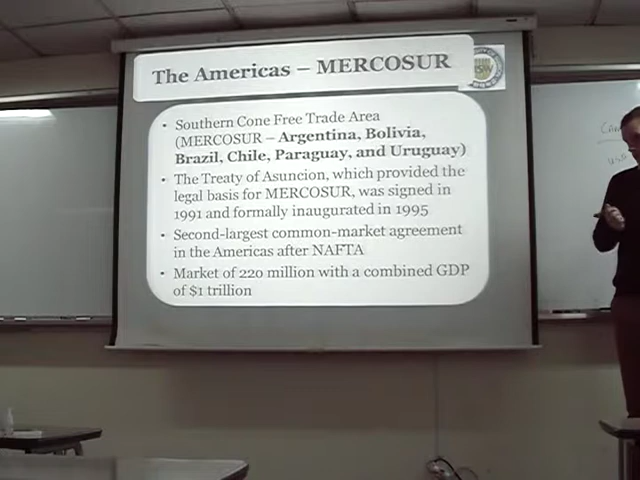 The Americas – MERCOSUR
• Southern Cone Free Trade Area
(MERCOSUR – Argentina, Bolivia,
Brazil, Chile, Paraguay, and Uruguay)
• The Treaty of Asuncion, which provided the
legal basis for MERCOSUR, was signed in
1991 and formally inaugurated in 1995
• Second-largest common-market agreement
in the Americas after NAFTA
• Market of 220 million with a combined GDP
of $1 trillion